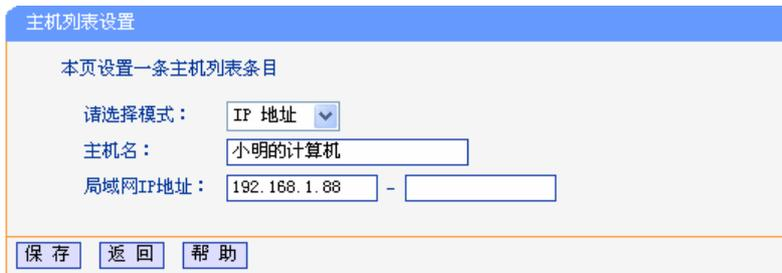 主机列表设置
本页设置一条主机列表条目
请选择模式： IP 地址
主机名： 小明的计算机
局域网IP地址： 192.168.1.88 -
保存 返回 帮助